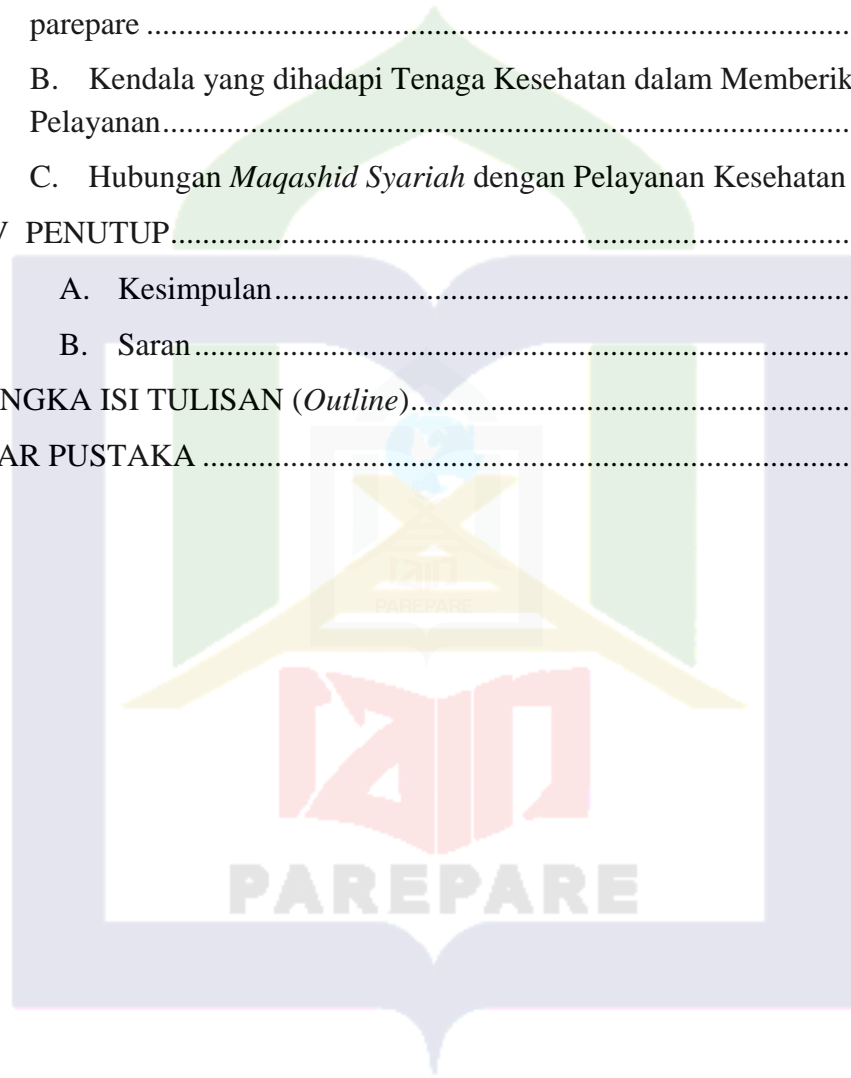 parepare ....................................................................................................
B. Kendala yang dihadapi Tenaga Kesehatan dalam Memberik
Pelayanan....................................................................................................
C. Hubungan Maqashid Syariah dengan Pelayanan Kesehatan
V PENUTUP....................................................................................................
A. Kesimpulan....................................................................................................
B. Saran....................................................................................................
NGKA ISI TULISAN (Outline)....................................................................................................
AR PUSTAKA ....................................................................................................
PAREPARE
PAREPARE